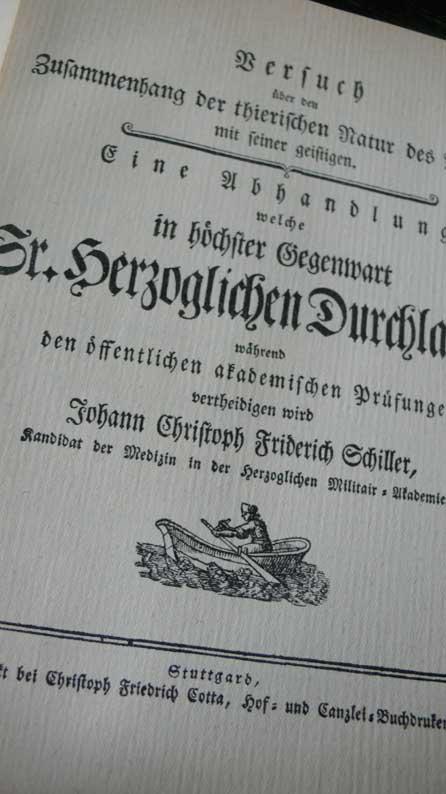 Versuch
über den
Zusammenhang der thierischen Natur des
mit seiner geistigen.
Eine Abhandlung
welche
in höchster Gegenwart
Sr. Herzoglichen Durchla
während
den öffentlichen akademischen Prüfunge
vertheidigen wird
Johann Christoph Friderich Schiller,
Kandidat der Medizin in der Herzoglichen Militair-Akademie
Stuttgard,
kt bei Christoph Friedrich Cotta, Hof- und Canzlei-Buchdruker